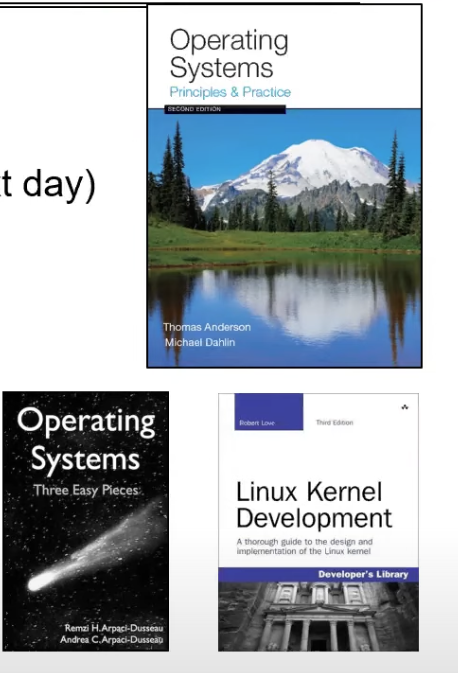 Operating
Systems
Principles & Practice
SECOND EDITION
t day)
Thomas Anderson
Michael Dahlin
Operating
Systems
Three Easy Pieces
Remzi H. Arpaci-Dusseau
Andrea C. Arpaci-Dusseau
Robert Love
Third Edition
Linux Kernel
Development
A thorough guide to the design and
implementation of the Linux kernel
Developer's Library